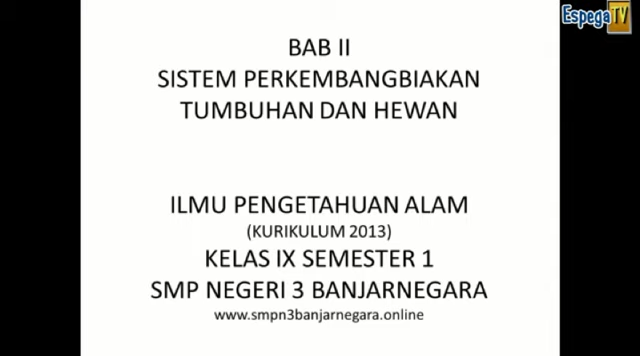 EspegaTV
BAB II
SISTEM PERKEMBANGBIAKAN
TUMBUHAN DAN HEWAN
ILMU PENGETAHUAN ALAM
(KURIKULUM 2013)
KELAS IX SEMESTER 1
SMP NEGERI 3 BANJARNEGARA
www.smpn3banjarnegara.online